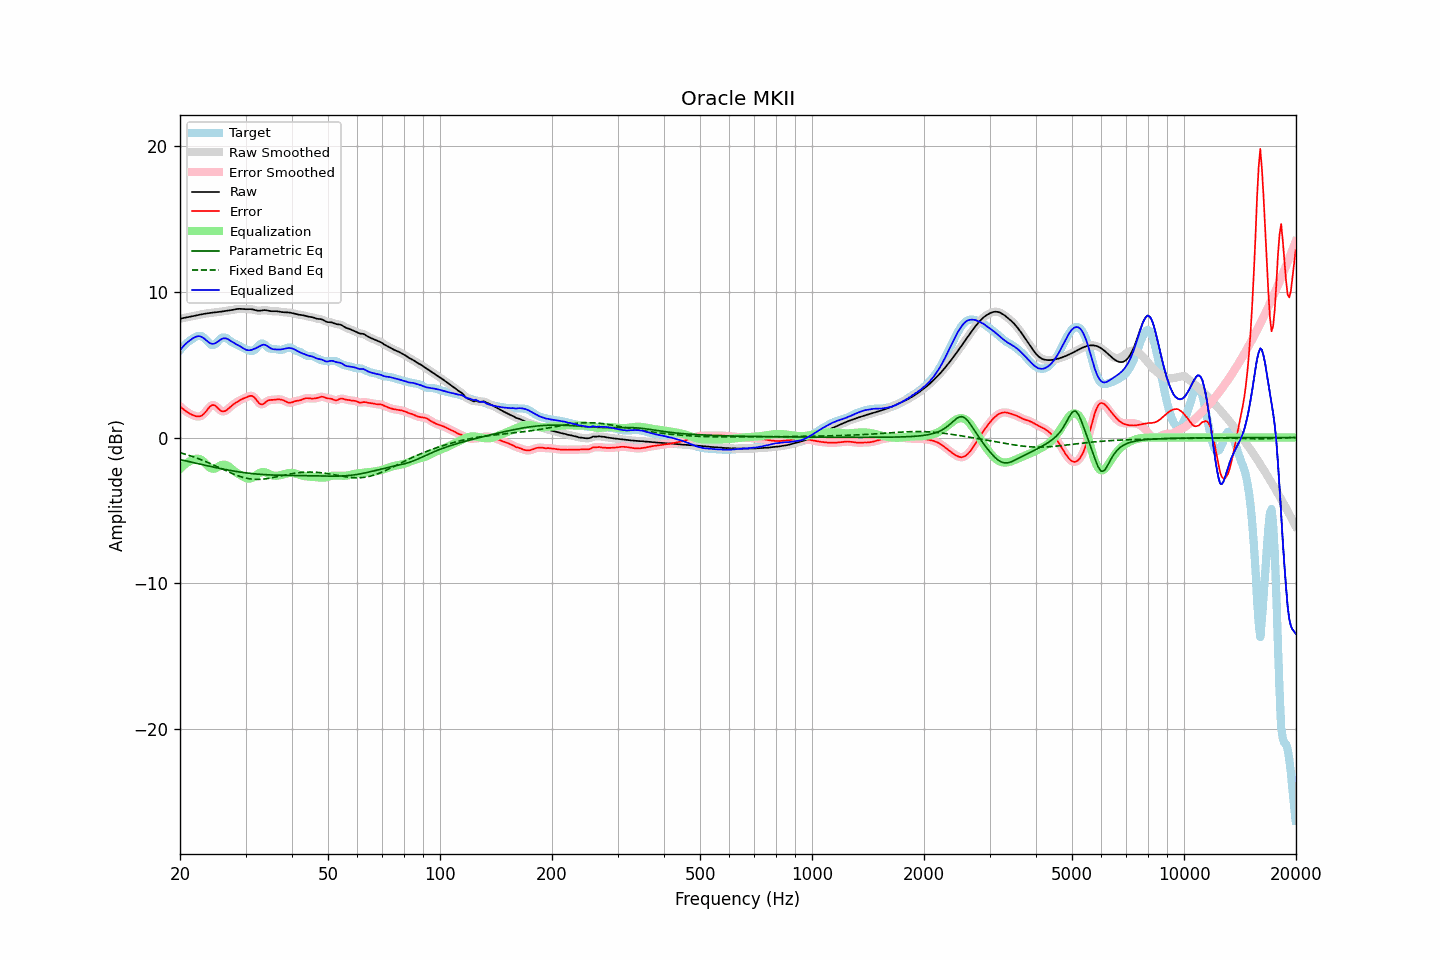 Oracle MKII
Target
Raw Smoothed
Error Smoothed
Raw
Error
Equalization
Parametric Eq
Fixed Band Eq
Equalized
20
10
0
−10
−20
Amplitude (dBr)
20
50
100
200
500
1000
2000
5000
10000
20000
Frequency (Hz)